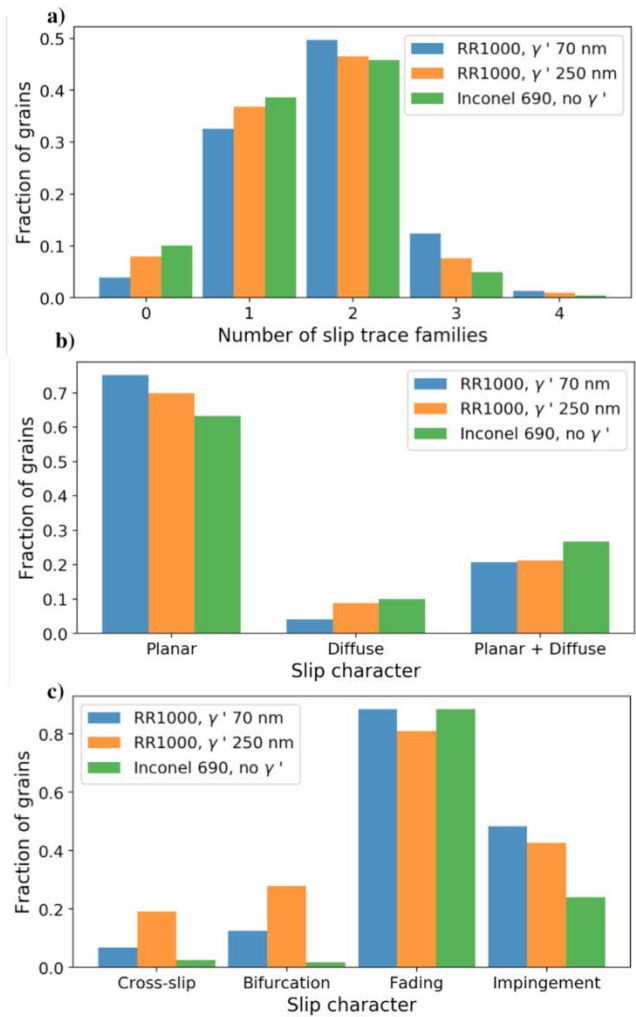 a)
0.5
0.4
0.3
0.2
0.1
0.0
Fraction of grains
RR1000, γ ' 70 nm
RR1000, γ ' 250 nm
Inconel 690, no γ '
0 1 2 3 4
Number of slip trace families
b)
0.7
0.6
0.5
0.4
0.3
0.2
0.1
0.0
Fraction of grains
RR1000, γ ' 70 nm
RR1000, γ ' 250 nm
Inconel 690, no γ '
Planar Diffuse Planar + Diffuse
Slip character
c)
0.8
0.6
0.4
0.2
0.0
Fraction of grains
RR1000, γ ' 70 nm
RR1000, γ ' 250 nm
Inconel 690, no γ '
Cross-slip Bifurcation Fading Impingement
Slip character